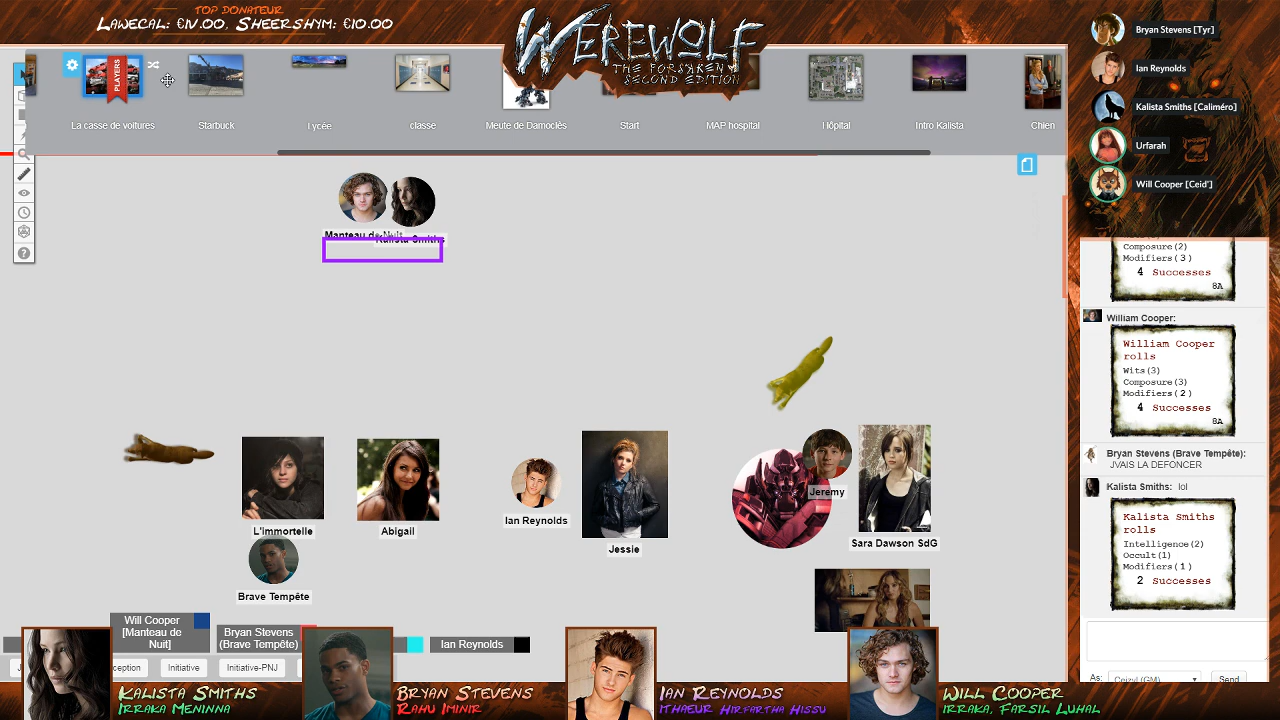 TOP DONATEUR
LAWECAL: €IV.00, SHEERSHYM: €10.00
WEREWOLF
THE FORSAKEN
SECOND EDITION
PLAYERS
La casse de voitures
Starbuck
Lycée
classe
Meute de Damoclès
Start
MAP hospital
Hôpital
Intro Kalista
Chien
Bryan Stevens [Tyr]
Ian Reynolds
Kalista Smiths [Caliméro]
Urfarah
Will Cooper [Ceid']
Manteau de Nuit
Kalista Smiths
L'immortelle
Abigail
Ian Reynolds
Jessie
Jeremy
Sara Dawson SdG
Brave Tempête
Composure(2)
Modifiers(3)
4 Successes
8A
William Cooper:
William Cooper
rolls
Wits(3)
Composure(3)
Modifiers(2)
4 Successes
8A
Bryan Stevens (Brave Tempête):
JVAIS LA DEFONCER
Kalista Smiths: lol
Kalista Smiths
rolls
Intelligence(2)
Occult(1)
Modifiers(1)
2 Successes
As:
Send
Will Cooper
[Manteau de
Nuit]
Bryan Stevens
(Brave Tempête)
Ian Reynolds
Initiative
Initiative-PNJ
KALISTA SMITHS
IRRAKA MENINNA
BRYAN STEVENS
RAHU IMINIR
IAN REYNOLDS
ITHAEUR HIRFARTHA HISSU
WILL COOPER
IRRAKA, FARSIL LUHAL